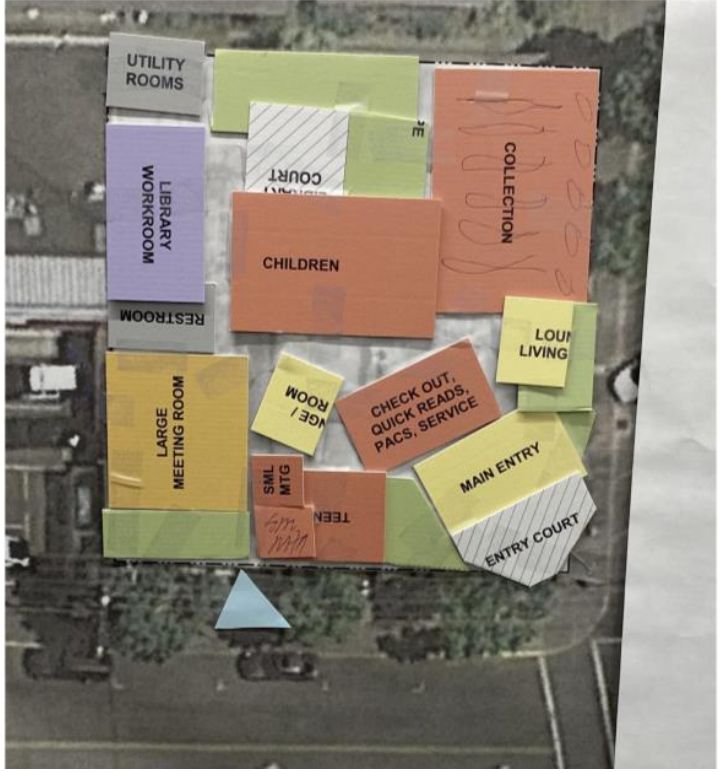 UTILITY
ROOMS
COURT
COLLECTION
LIBRARY
WORKROOM
CHILDREN
RESTROOM
LOUN
LIVING
LARGE
MEETING ROOM
NGE /
ROOM
CHECK OUT,
QUICK READS,
PACS, SERVICE
MAIN ENTRY
SML
MTG
TEEN
ENTRY COURT